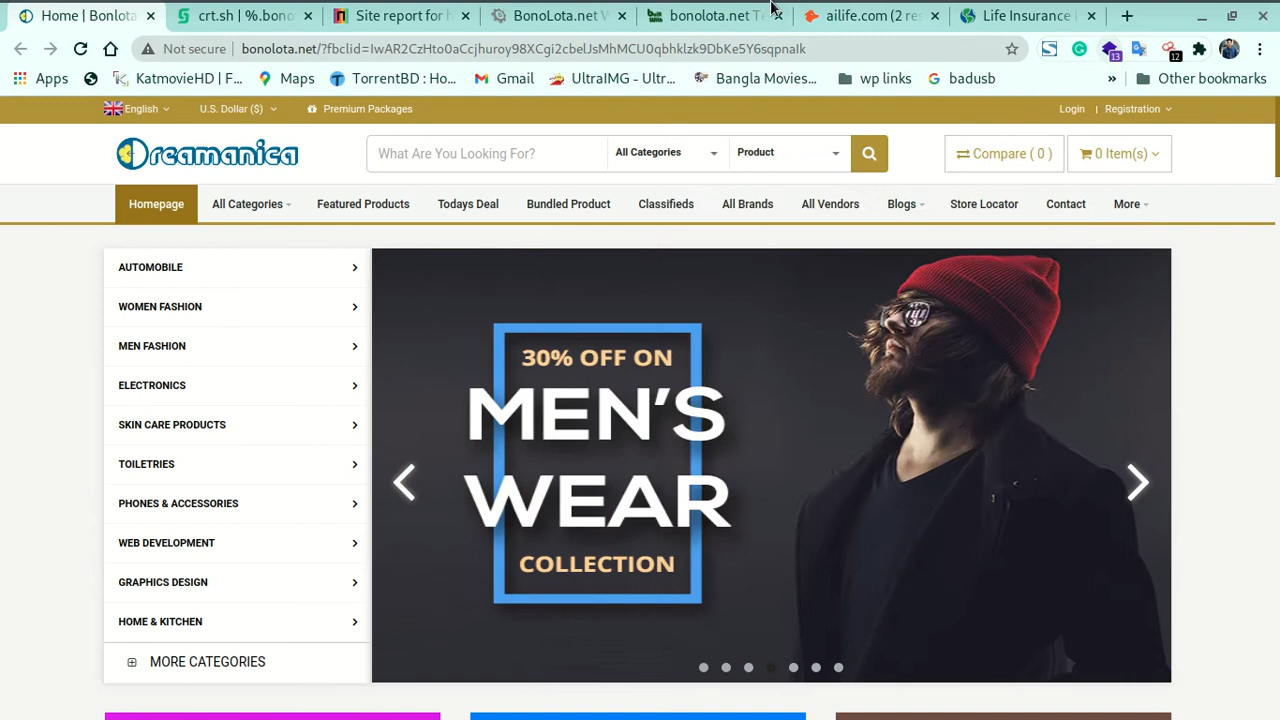 Home | Bonlota
crt.sh | %.bono
Site report for h
BonoLota.net W
bonolota.net Te
ailife.com (2 res
Life Insurance
Not secure
bonolota.net/?fbclid=IwAR2CzHto0aCcjhuroy98XCgi2cbelJsMhMCU0qbhklzk9DbKe5Y6sqpnaIk
13
12
Apps
KatmovieHD | F...
Maps
TorrentBD : Ho...
Gmail
UltraIMG - Ultr...
Bangla Movies...
wp links
badusb
»
Other bookmarks
English
U.S. Dollar ($)
Premium Packages
Login | Registration
Dreamanica
What Are You Looking For?
All Categories
Product
Compare ( 0 )
0 Item(s)
Homepage
All Categories
Featured Products
Todays Deal
Bundled Product
Classifieds
All Brands
All Vendors
Blogs
Store Locator
Contact
More
AUTOMOBILE
WOMEN FASHION
MEN FASHION
ELECTRONICS
SKIN CARE PRODUCTS
TOILETRIES
PHONES & ACCESSORIES
WEB DEVELOPMENT
GRAPHICS DESIGN
HOME & KITCHEN
MORE CATEGORIES
30% OFF ON
MEN'S
WEAR
COLLECTION